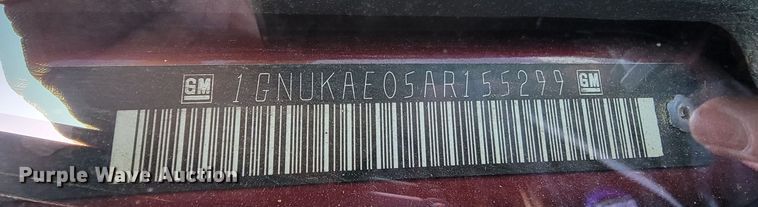 GM 1GNUKAE05AR155299 GM
Purple Wave Auction